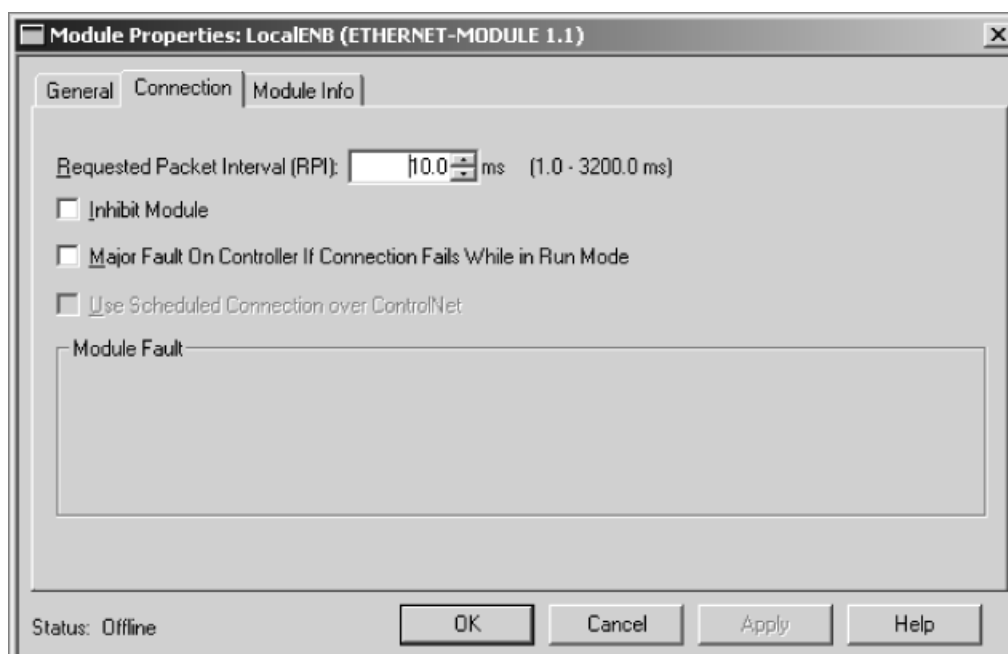 Module Properties: LocalENB (ETHERNET-MODULE 1.1)
General Connection Module Info
Requested Packet Interval (RPI): 10.0 ms (1.0 - 3200.0 ms)
Inhibit Module
Major Fault On Controller If Connection Fails While in Run Mode
Use Scheduled Connection over ControlNet
Module Fault
Status: Offline OK Cancel Apply Help